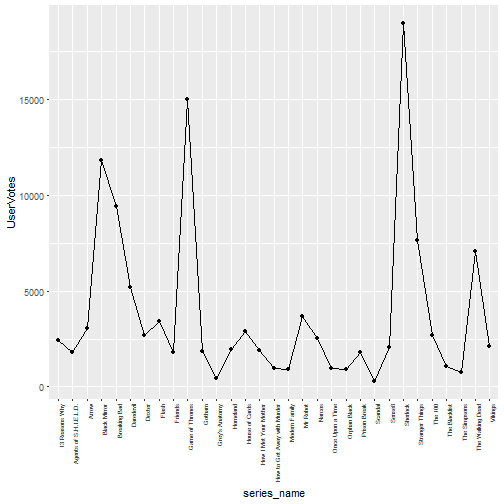 UserVotes
15000
10000
5000
0
13 Reasons Why
Agents of S.H.I.E.L.D.
Arrow
Black Mirror
Breaking Bad
Daredevil
Dexter
Flash
Friends
Game of Thrones
Gotham
Grey's Anatomy
Homeland
House of Cards
How I Met Your Mother
How to Get Away with Murder
Modern Family
Mr Robot
Narcos
Once Upon a Time
Orphan Black
Prison Break
Scandal
Sense8
Sherlock
Stranger Things
The 100
The Blacklist
The Simpsons
The Walking Dead
Vikings
series_name